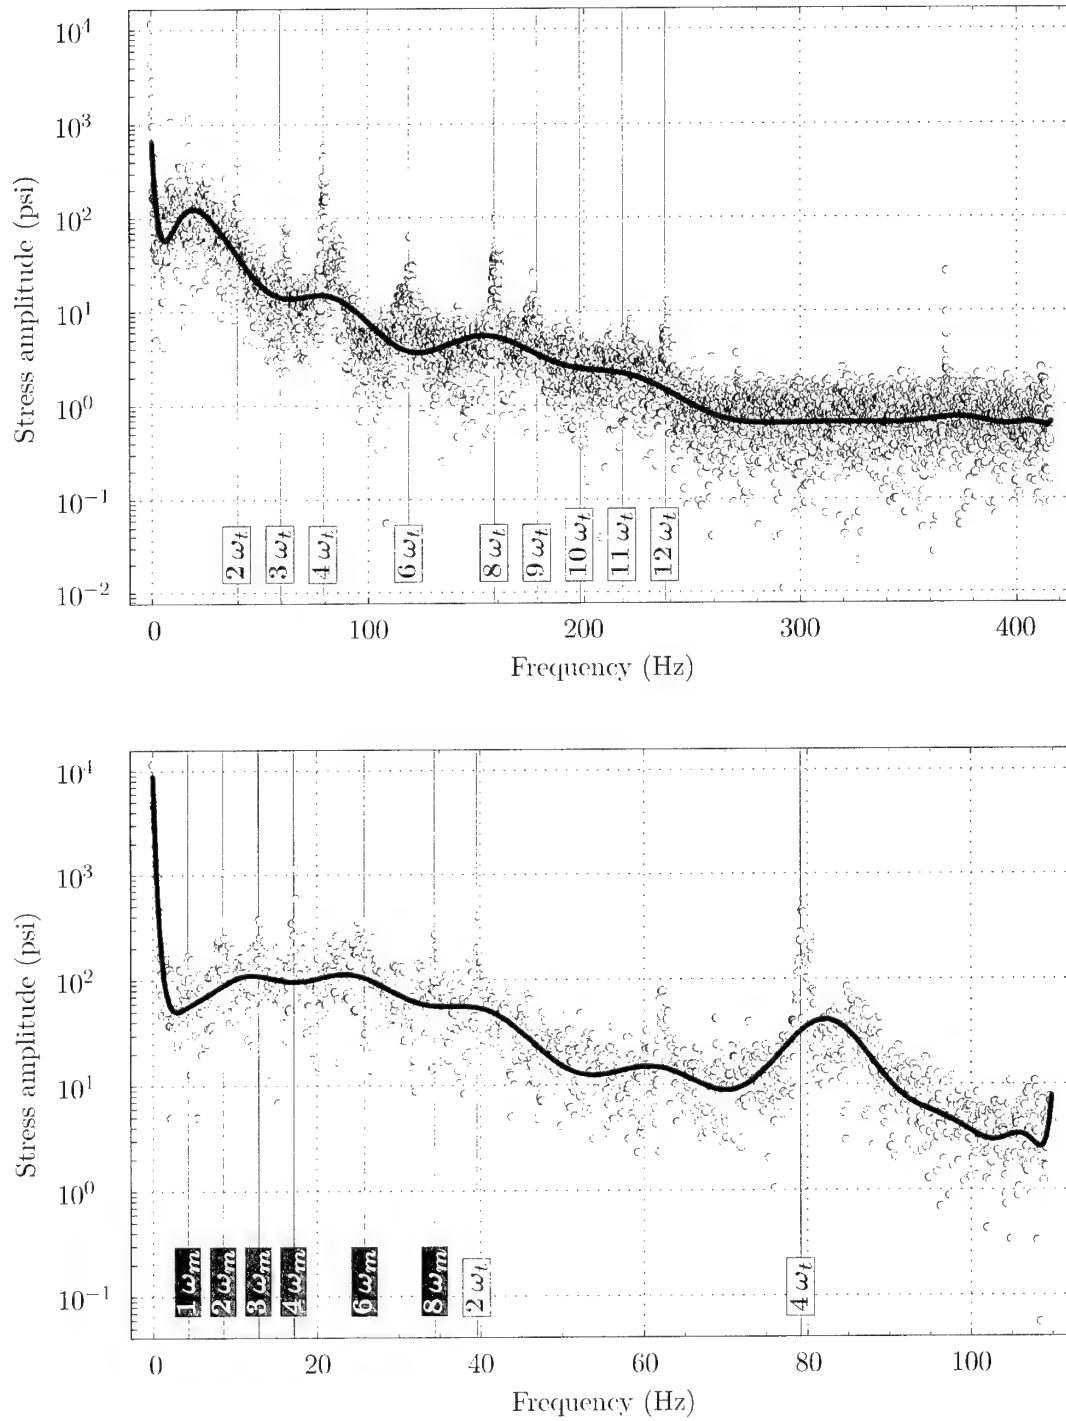 Stress amplitude (psi)
10^4
10^3
10^2
10^1
10^0
10^−1
10^−2
2 ω_t
3 ω_t
4 ω_t
6 ω_t
8 ω_t
9 ω_t
10 ω_t
11 ω_t
12 ω_t
0 100 200 300 400
Frequency (Hz)
Stress amplitude (psi)
10^4
10^3
10^2
10^1
10^0
10^−1
1 ω_m
2 ω_m
3 ω_m
4 ω_m
6 ω_m
8 ω_m
2 ω_t
4 ω_t
0 20 40 60 80 100
Frequency (Hz)